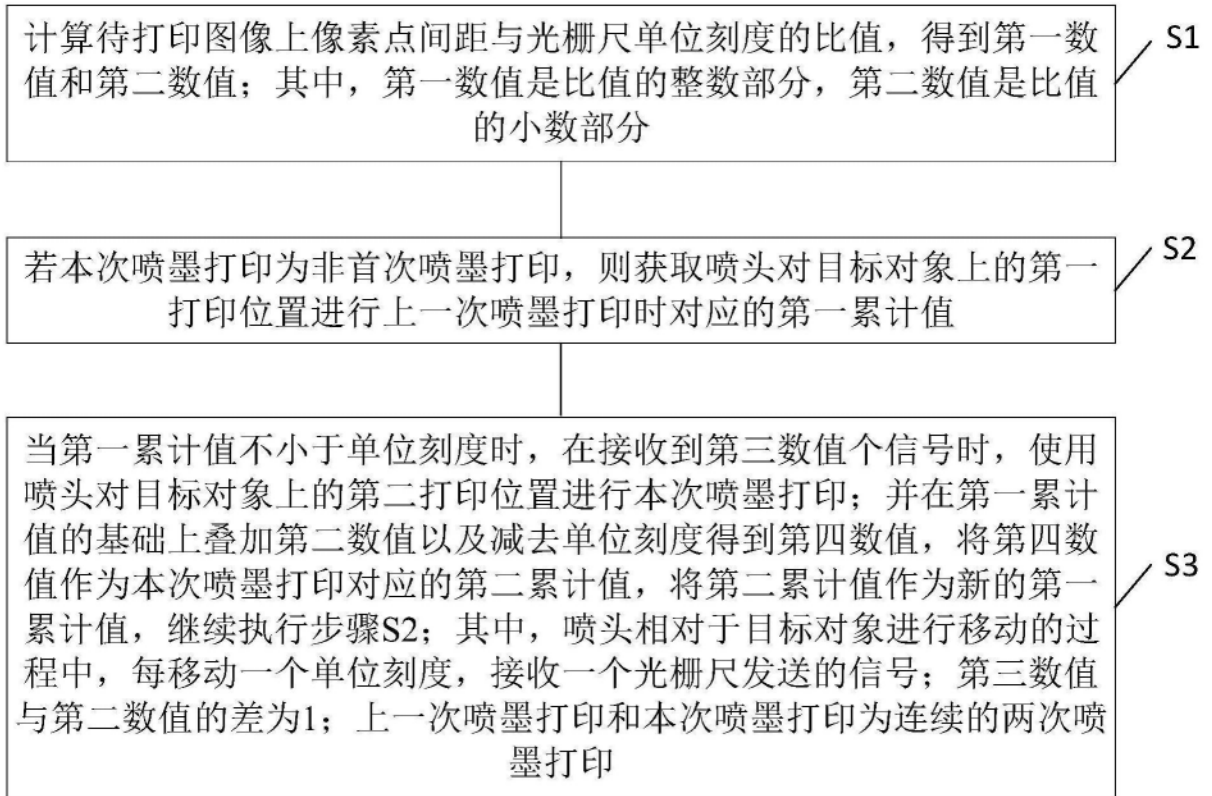 计算待打印图像上像素点间距与光栅尺单位刻度的比值，得到第一数
值和第二数值；其中，第一数值是比值的整数部分，第二数值是比值
的小数部分
S1
若本次喷墨打印为非首次喷墨打印，则获取喷头对目标对象上的第一
打印位置进行上一次喷墨打印时对应的第一累计值
S2
当第一累计值不小于单位刻度时，在接收到第三数值个信号时，使用
喷头对目标对象上的第二打印位置进行本次喷墨打印；并在第一累计
值的基础上叠加第二数值以及减去单位刻度得到第四数值，将第四数
值作为本次喷墨打印对应的第二累计值，将第二累计值作为新的第一
累计值，继续执行步骤S2；其中，喷头相对于目标对象进行移动的过
程中，每移动一个单位刻度，接收一个光栅尺发送的信号；第三数值
与第二数值的差为1；上一次喷墨打印和本次喷墨打印为连续的两次喷
墨打印
S3